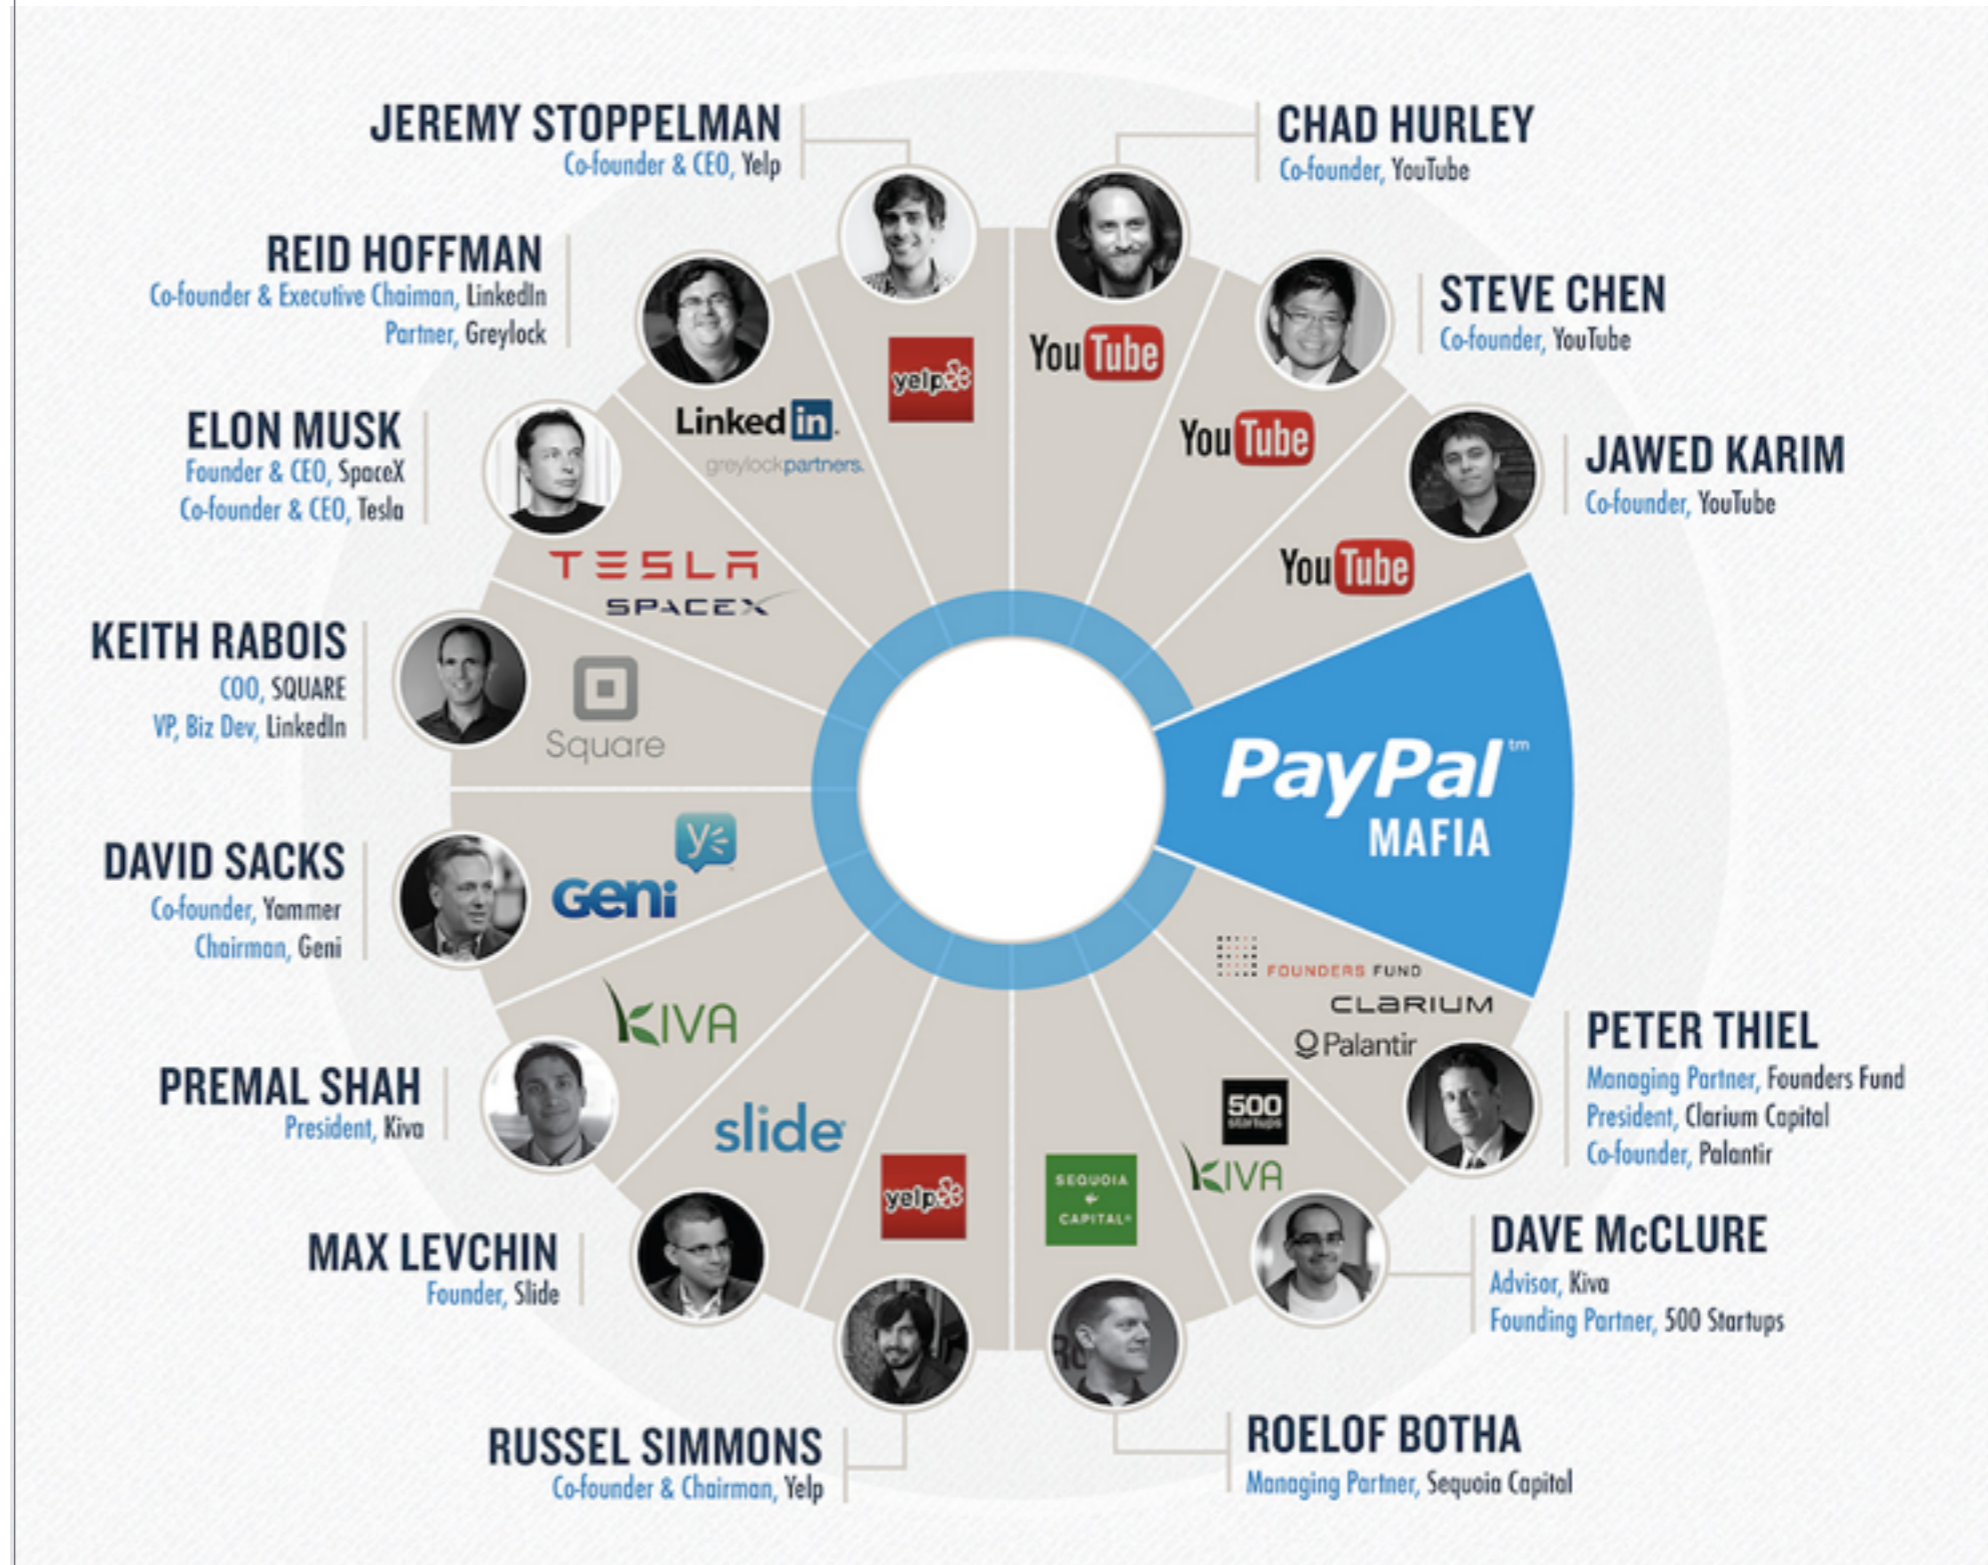 JEREMY STOPPELMAN
Co-founder & CEO, Yelp
CHAD HURLEY
Co-founder, YouTube
REID HOFFMAN
Co-founder & Executive Chaiman, LinkedIn
Partner, Greylock
STEVE CHEN
Co-founder, YouTube
ELON MUSK
Founder & CEO, SpaceX
Co-founder & CEO, Tesla
JAWED KARIM
Co-founder, YouTube
KEITH RABOIS
COO, SQUARE
VP, Biz Dev, LinkedIn
DAVID SACKS
Co-founder, Yammer
Chairman, Geni
PREMAL SHAH
President, Kiva
MAX LEVCHIN
Founder, Slide
RUSSEL SIMMONS
Co-founder & Chairman, Yelp
ROELOF BOTHA
Managing Partner, Sequoia Capital
DAVE McCLURE
Advisor, Kiva
Founding Partner, 500 Startups
PETER THIEL
Managing Partner, Founders Fund
President, Clarium Capital
Co-founder, Palantir
yelp
YouTube
YouTube
YouTube
Linked in.
greylockpartners.
TESLA
SPACEX
Square
y
Geni
KIVA
slide
yelp
SEQUOIA
CAPITAL
500
startups
KIVA
FOUNDERS FUND
CLARIUM
Palantir
PayPal tm
MAFIA